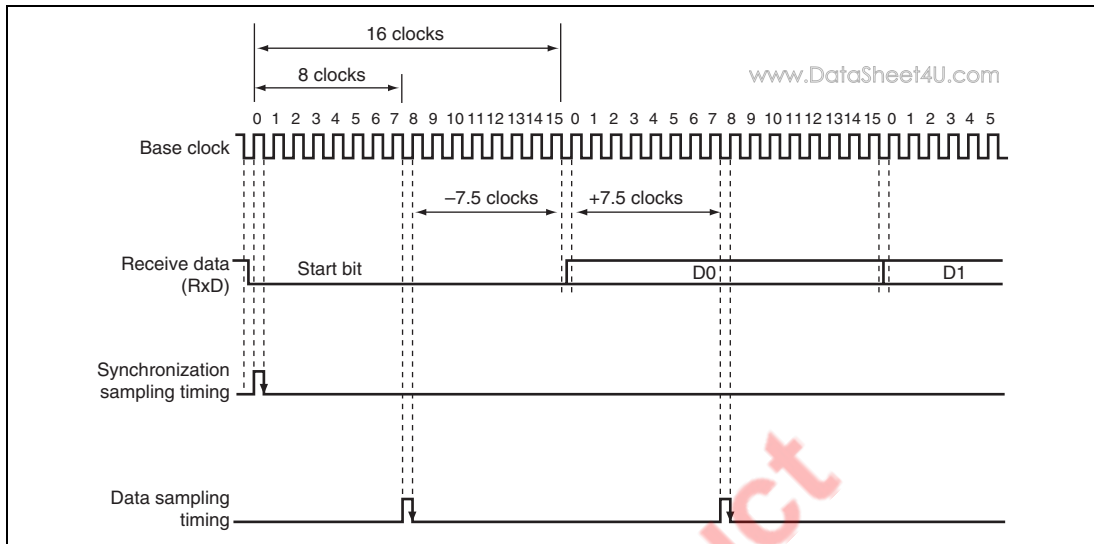 16 clocks
8 clocks
www.DataSheet4U.com
0 1 2 3 4 5 6 7 8 9 10 11 12 13 14 15 0 1 2 3 4 5 6 7 8 9 10 11 12 13 14 15 0 1 2 3 4 5
Base clock
–7.5 clocks +7.5 clocks
Receive data
(RxD)
Start bit D0 D1
Synchronization
sampling timing
Data sampling
timing
uct